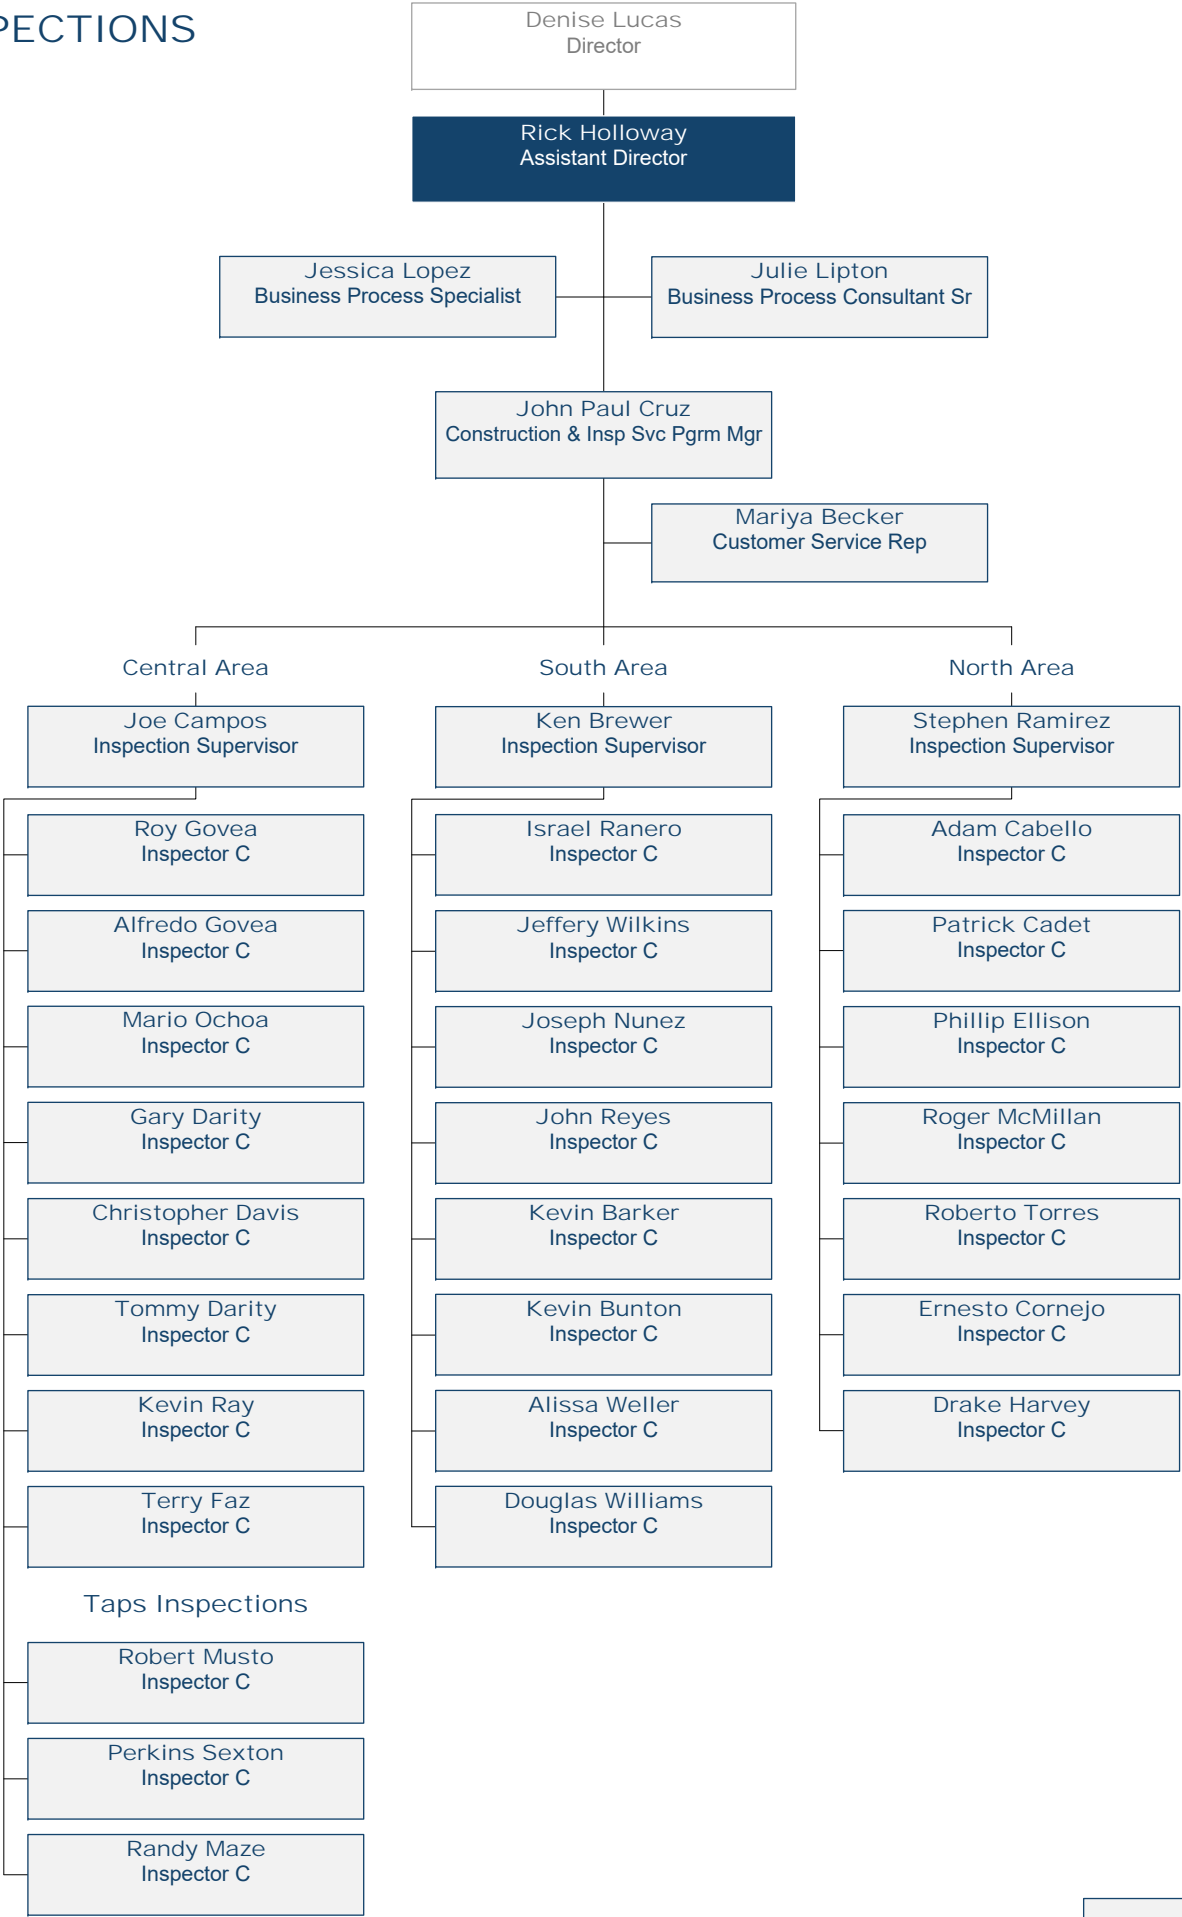 PECTIONS
Denise Lucas
Director
Rick Holloway
Assistant Director
Jessica Lopez
Business Process Specialist
Julie Lipton
Business Process Consultant Sr
John Paul Cruz
Construction & Insp Svc Pgrm Mgr
Mariya Becker
Customer Service Rep
Central Area
Joe Campos
Inspection Supervisor
Roy Govea
Inspector C
Alfredo Govea
Inspector C
Mario Ochoa
Inspector C
Gary Darity
Inspector C
Christopher Davis
Inspector C
Tommy Darity
Inspector C
Kevin Ray
Inspector C
Terry Faz
Inspector C
Taps Inspections
Robert Musto
Inspector C
Perkins Sexton
Inspector C
Randy Maze
Inspector C
South Area
Ken Brewer
Inspection Supervisor
Israel Ranero
Inspector C
Jeffery Wilkins
Inspector C
Joseph Nunez
Inspector C
John Reyes
Inspector C
Kevin Barker
Inspector C
Kevin Bunton
Inspector C
Alissa Weller
Inspector C
Douglas Williams
Inspector C
North Area
Stephen Ramirez
Inspection Supervisor
Adam Cabello
Inspector C
Patrick Cadet
Inspector C
Phillip Ellison
Inspector C
Roger McMillan
Inspector C
Roberto Torres
Inspector C
Ernesto Cornejo
Inspector C
Drake Harvey
Inspector C